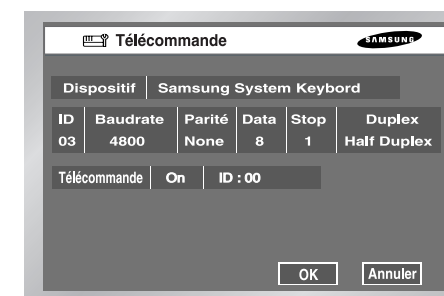 Télécommande SAMSUNG
Dispositif Samsung System Keybord
ID Baudrate Parité Data Stop Duplex
03 4800 None 8 1 Half Duplex
Télécommande On ID : 00
OK Annuler